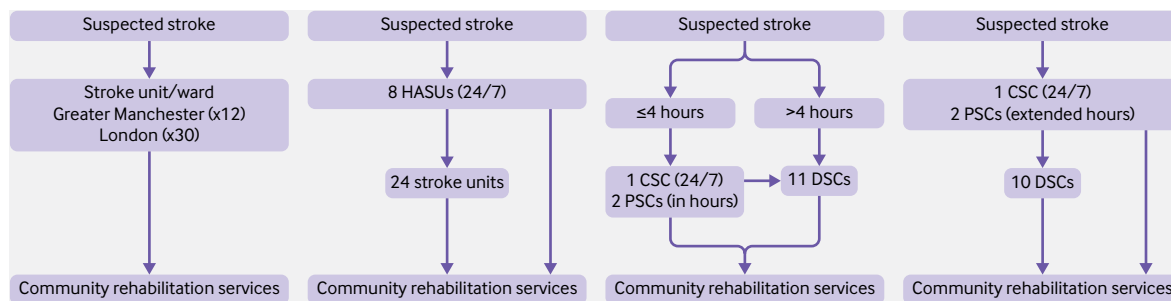 Suspected stroke
Stroke unit/ward
Greater Manchester (x12)
London (x30)
Community rehabilitation services
Suspected stroke
8 HASUs (24/7)
24 stroke units
Community rehabilitation services
Suspected stroke
≤4 hours
>4 hours
1 CSC (24/7)
2 PSCs (in hours)
11 DSCs
Community rehabilitation services
Suspected stroke
1 CSC (24/7)
2 PSCs (extended hours)
10 DSCs
Community rehabilitation services